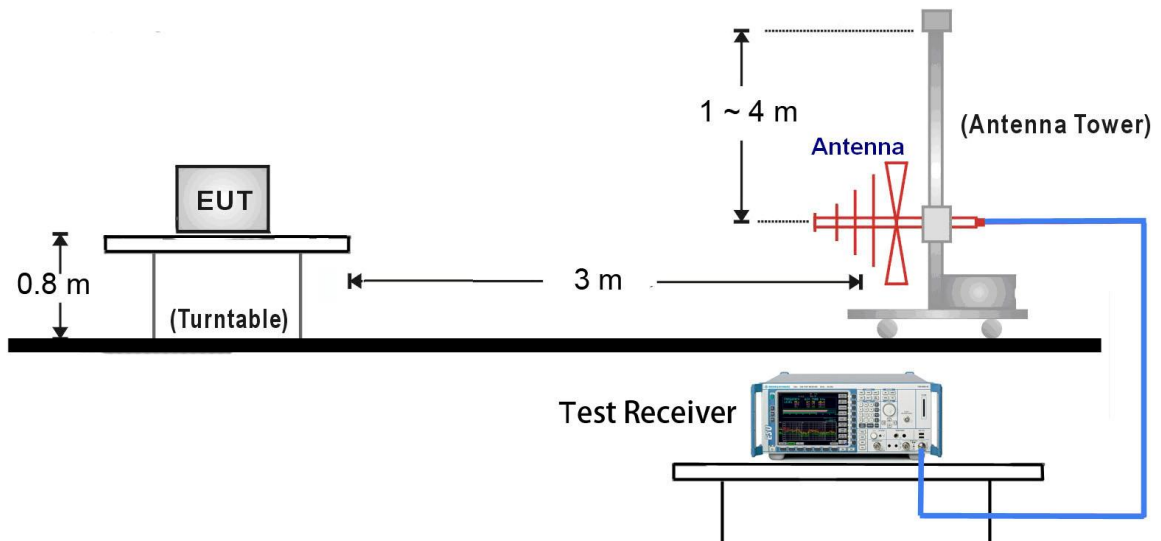 1 ~ 4 m
(Antenna Tower)
Antenna
EUT
0.8 m
3 m
(Turntable)
Test Receiver